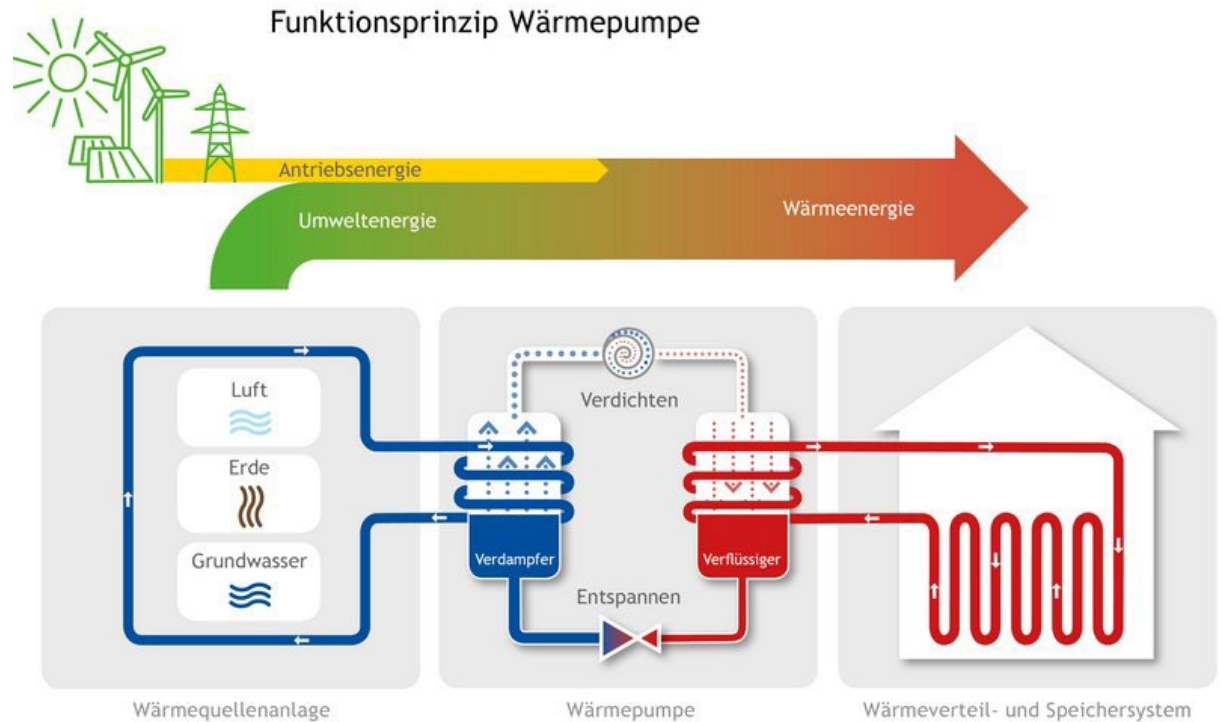 Funktionsprinzip Wärmepumpe
Antriebsenergie
Umweltenergie
Wärmeenergie
Luft
Erde
Grundwasser
Verdichten
Verdampfer
Verflüssiger
Entspannen
Wärmequellenanlage
Wärmepumpe
Wärmeverteil- und Speichersystem